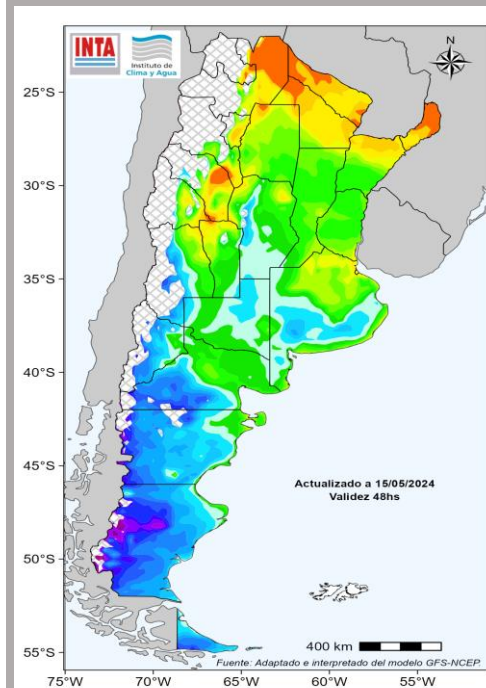 INTA
Instituto de
Clima y Agua
N
25°S
30°S
35°S
40°S
45°S
50°S
55°S
Actualizado a 15/05/2024
Validez 48hs
400 km
Fuente: Adaptado e interpretado del modelo GFS-NCEP.
75°W
70°W
65°W
60°W
55°W